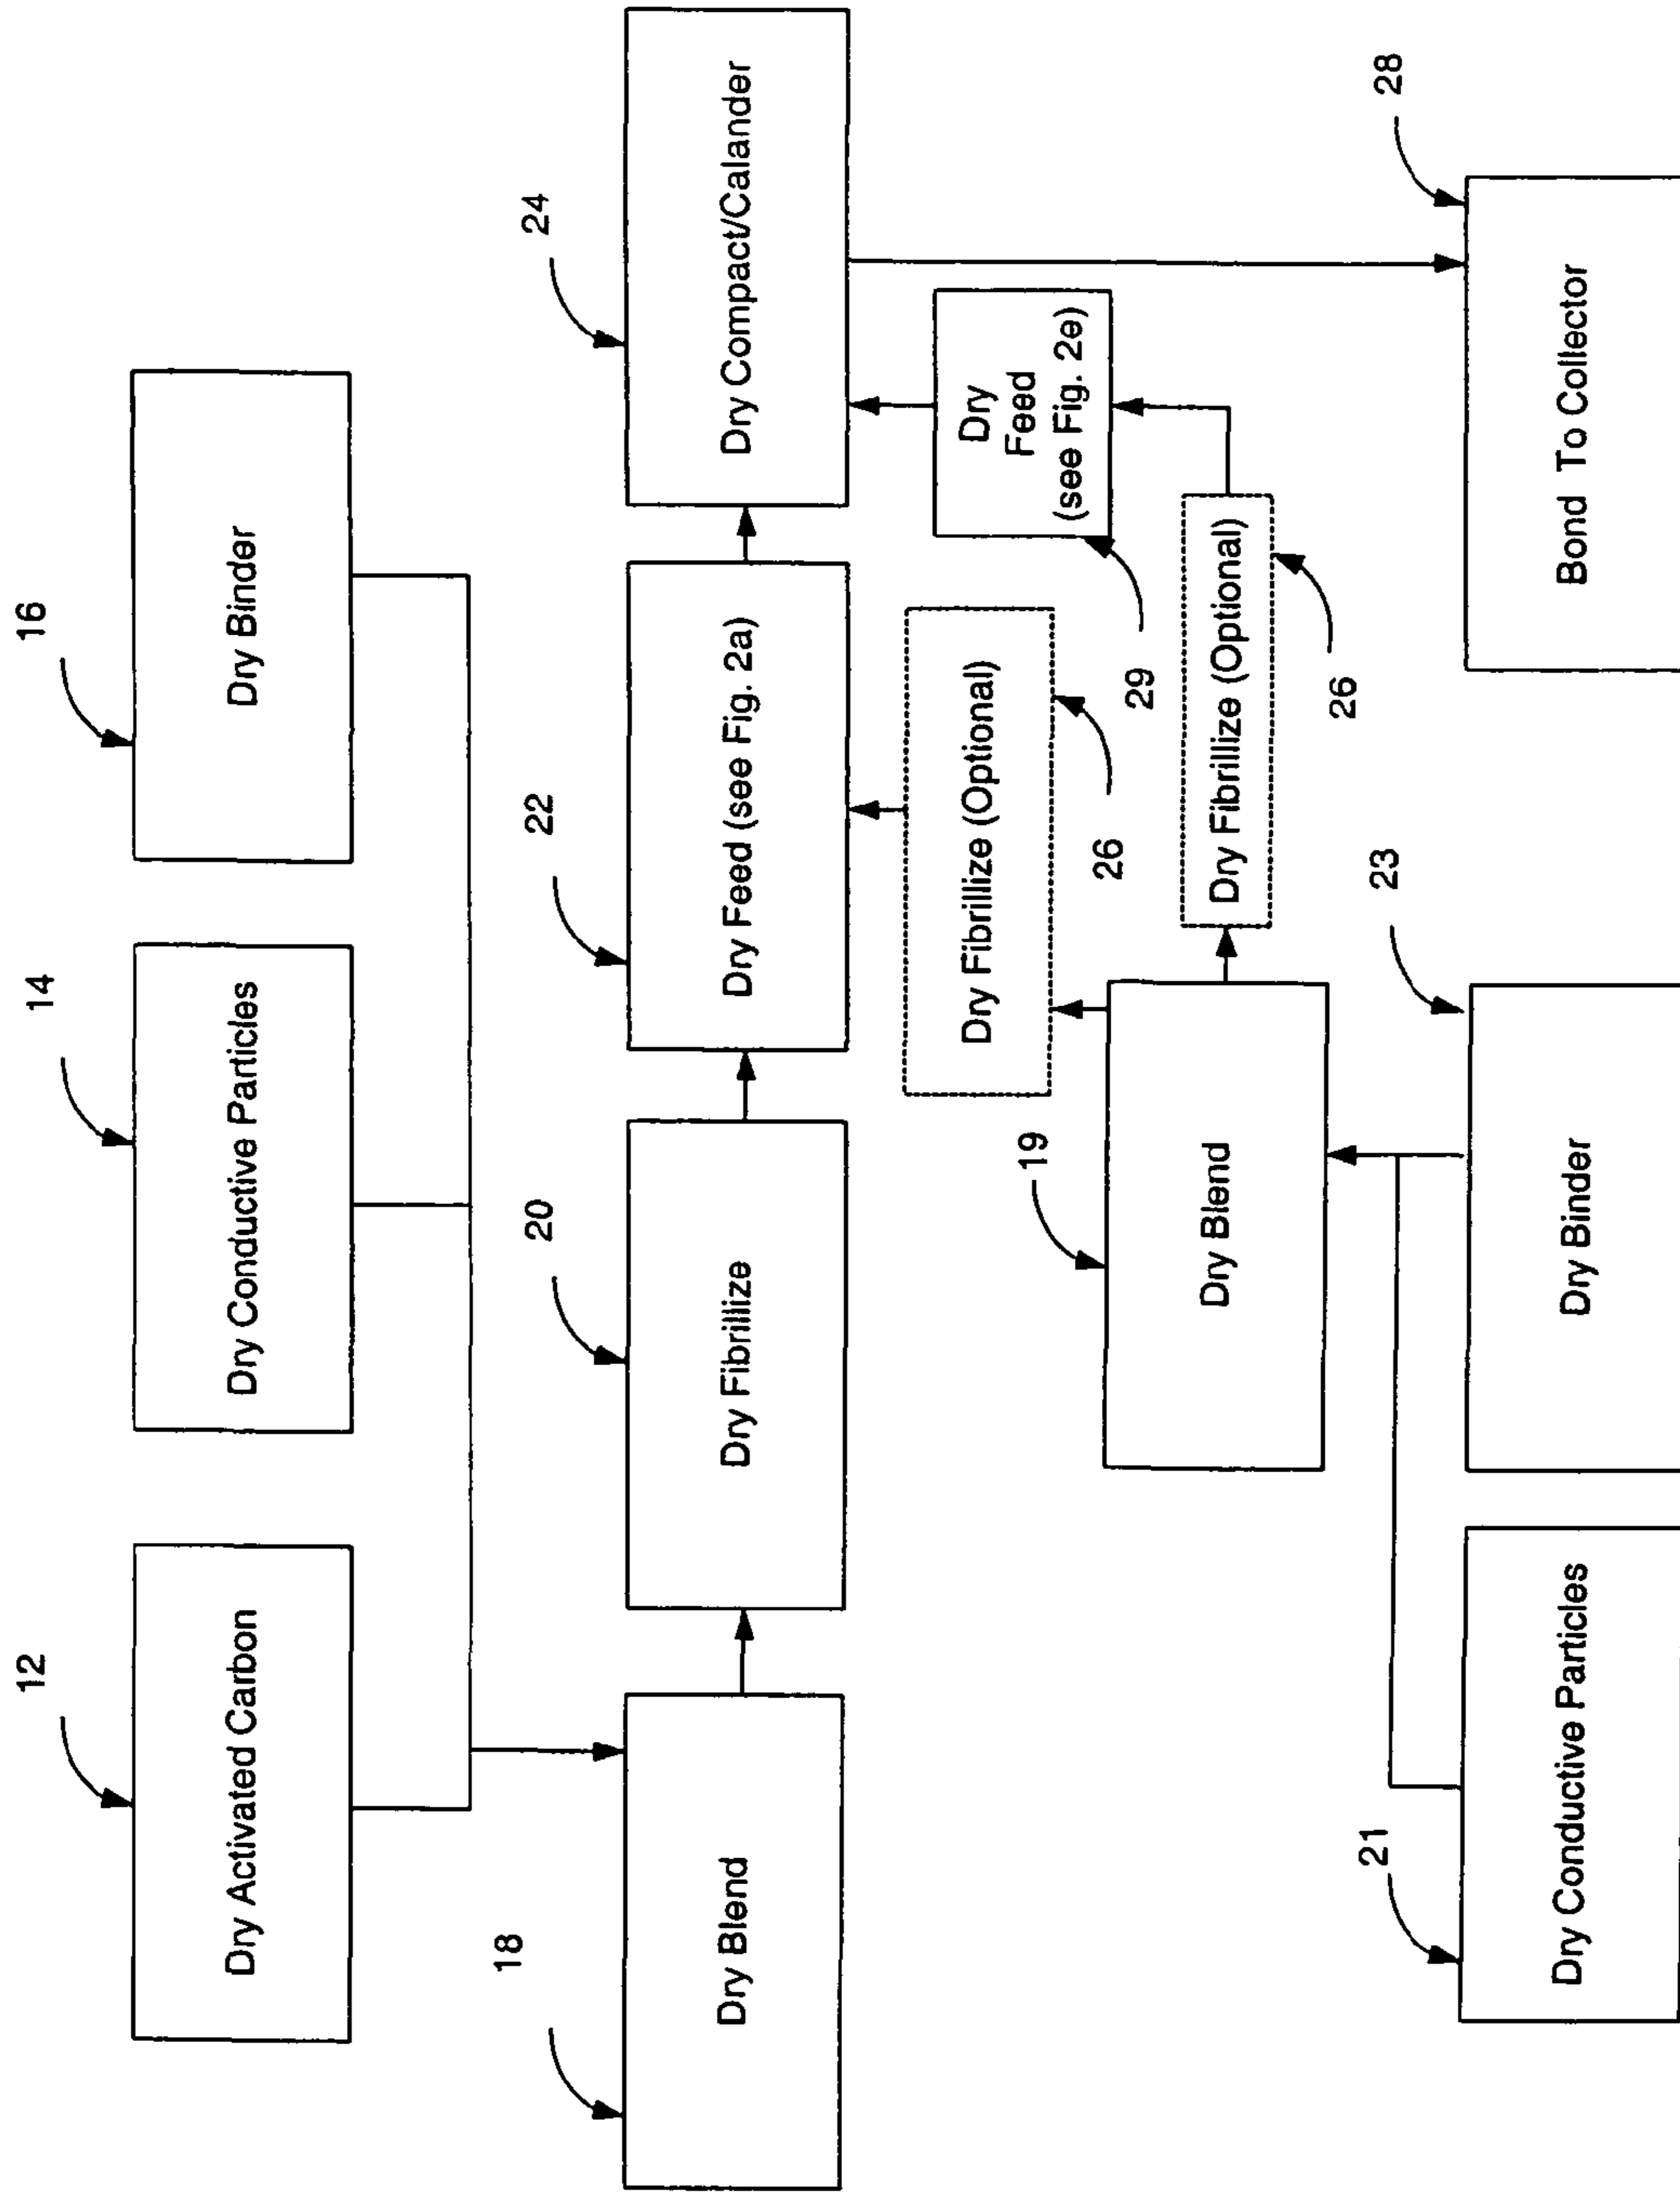 12
Dry Activated Carbon
14
Dry Conductive Particles
16
Dry Binder
18
Dry Blend
20
Dry Fibrillize
22
Dry Feed (see Fig. 2a)
24
Dry Compact/Calander
Dry Fibrillize (Optional)
26
Dry
Feed
(see Fig. 2e)
29
19
Dry Blend
Dry Fibrillize (Optional)
26
21
Dry Conductive Particles
23
Dry Binder
28
Bond To Collector